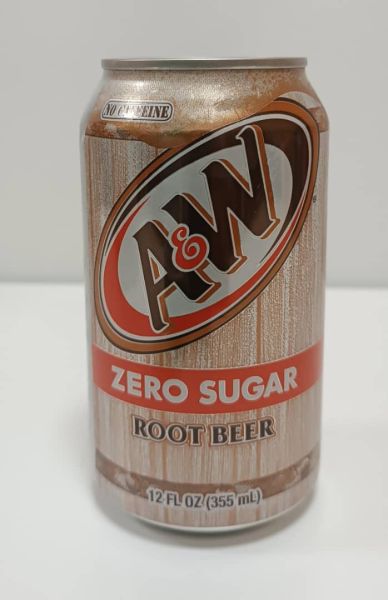 NO CAFFEINE
A&W
ZERO SUGAR
ROOT BEER
12 FL OZ (355 mL)